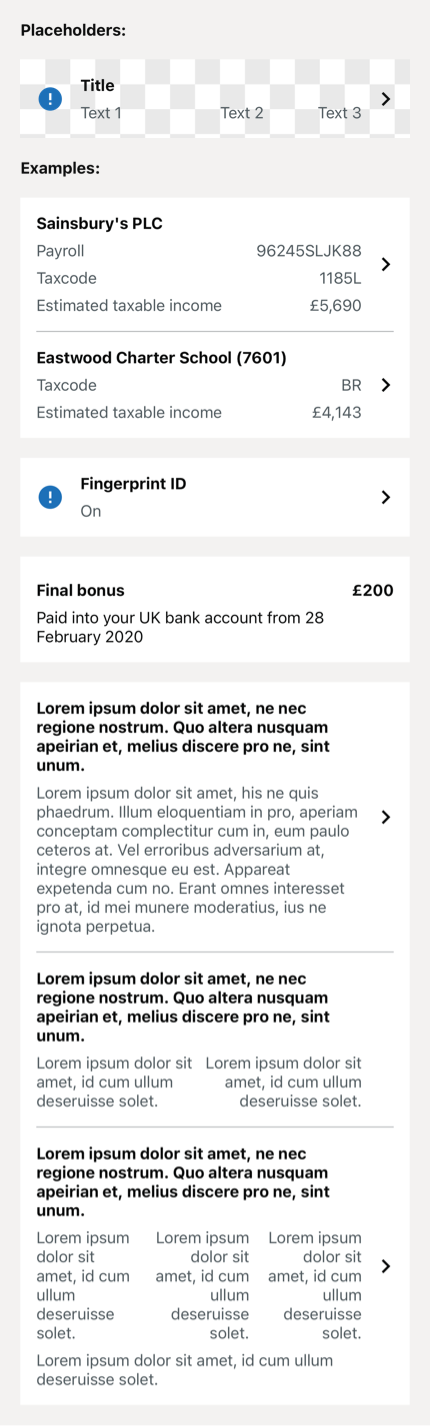 Placeholders:
Title
Text 1 Text 2 Text 3
Examples:
Sainsbury's PLC
Payroll 96245SLJK88
Taxcode 1185L
Estimated taxable income £5,690
Eastwood Charter School (7601)
Taxcode BR
Estimated taxable income £4,143
Fingerprint ID
On
Final bonus £200
Paid into your UK bank account from 28
February 2020
Lorem ipsum dolor sit amet, ne nec
regione nostrum. Quo altera nusquam
apeirian et, melius discere pro ne, sint
unum.
Lorem ipsum dolor sit amet, his ne quis
phaedrum. Illum eloquentiam in pro, aperiam
conceptam complectitur cum in, eum paulo
ceteros at. Vel erroribus adversarium at,
integre omnesque eu est. Appareat
expetenda cum no. Erant omnes interesset
pro at, id mei munere moderatius, ius ne
ignota perpetua.
Lorem ipsum dolor sit amet, ne nec
regione nostrum. Quo altera nusquam
apeirian et, melius discere pro ne, sint
unum.
Lorem ipsum dolor sit Lorem ipsum dolor sit
amet, id cum ullum amet, id cum ullum
deseruisse solet. deseruisse solet.
Lorem ipsum dolor sit amet, ne nec
regione nostrum. Quo altera nusquam
apeirian et, melius discere pro ne, sint
unum.
Lorem ipsum Lorem ipsum Lorem ipsum
dolor sit dolor sit dolor sit
amet, id cum amet, id cum amet, id cum
ullum ullum ullum
deseruisse deseruisse deseruisse
solet. solet. solet.
Lorem ipsum dolor sit amet, id cum ullum
deseruisse solet.